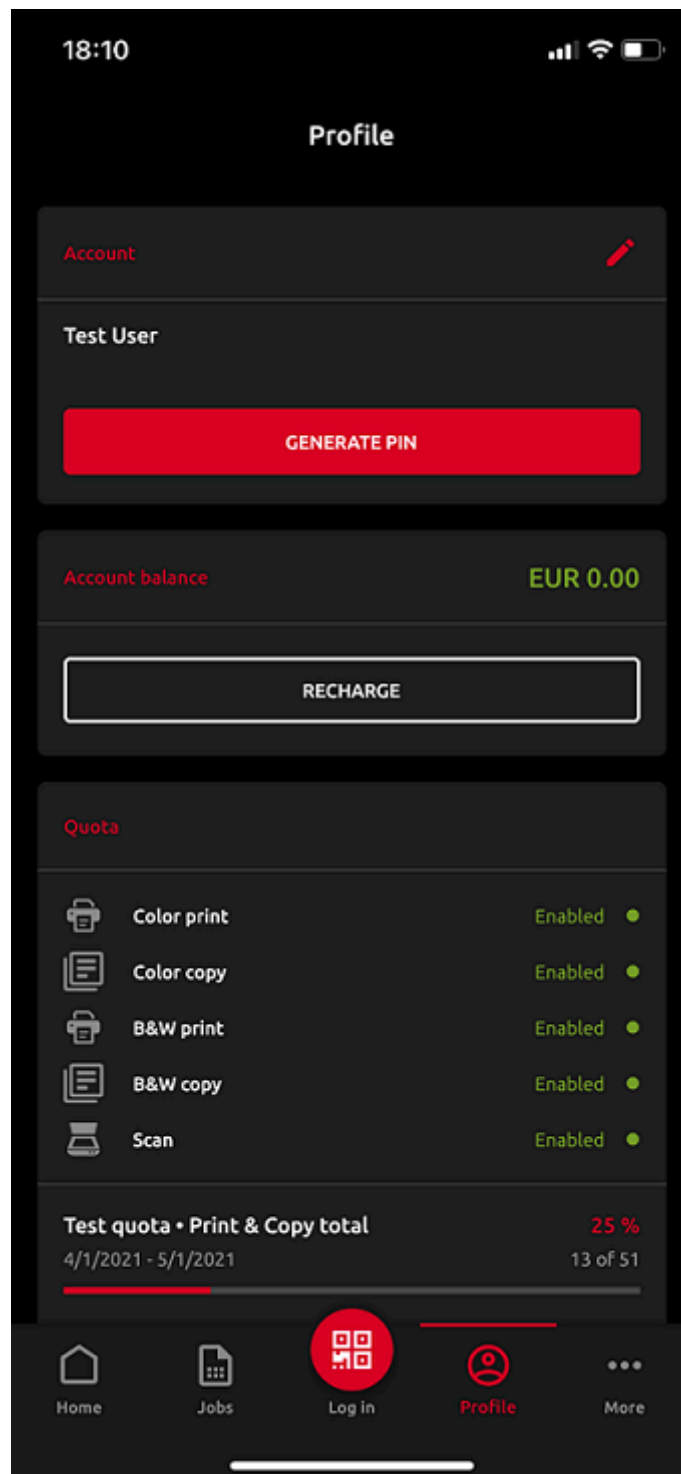 18:10
Profile
Account
Test User
GENERATE PIN
Account balance EUR 0.00
RECHARGE
Quota
Color print Enabled
Color copy Enabled
B&W print Enabled
B&W copy Enabled
Scan Enabled
Test quota • Print & Copy total 25 %
4/1/2021 - 5/1/2021 13 of 51
Home Jobs Log in Profile More